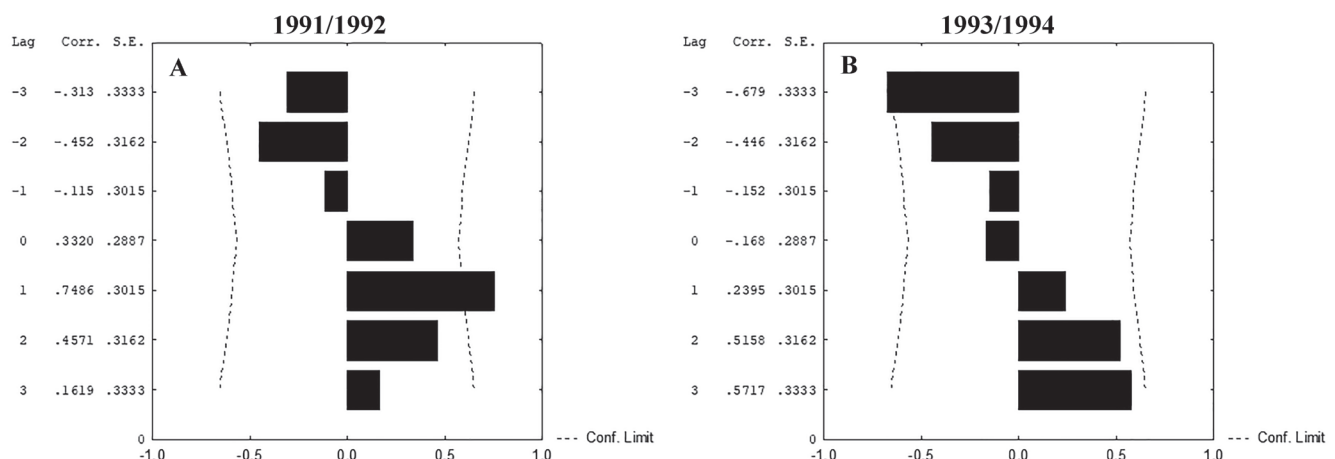 1991/1992
Lag Corr. S.E.
A
-3 -.313 .3333
-2 -.452 .3162
-1 -.115 .3015
0 .3320 .2887
1 .7486 .3015
2 .4571 .3162
3 .1619 .3333
0
-1.0 -0.5 0.0 0.5 1.0
Conf. Limit
1993/1994
Lag Corr. S.E.
B
-3 -.679 .3333
-2 -.446 .3162
-1 -.152 .3015
0 -.168 .2887
1 .2395 .3015
2 .5158 .3162
3 .5717 .3333
0
-1.0 -0.5 0.0 0.5 1.0
Conf. Limit